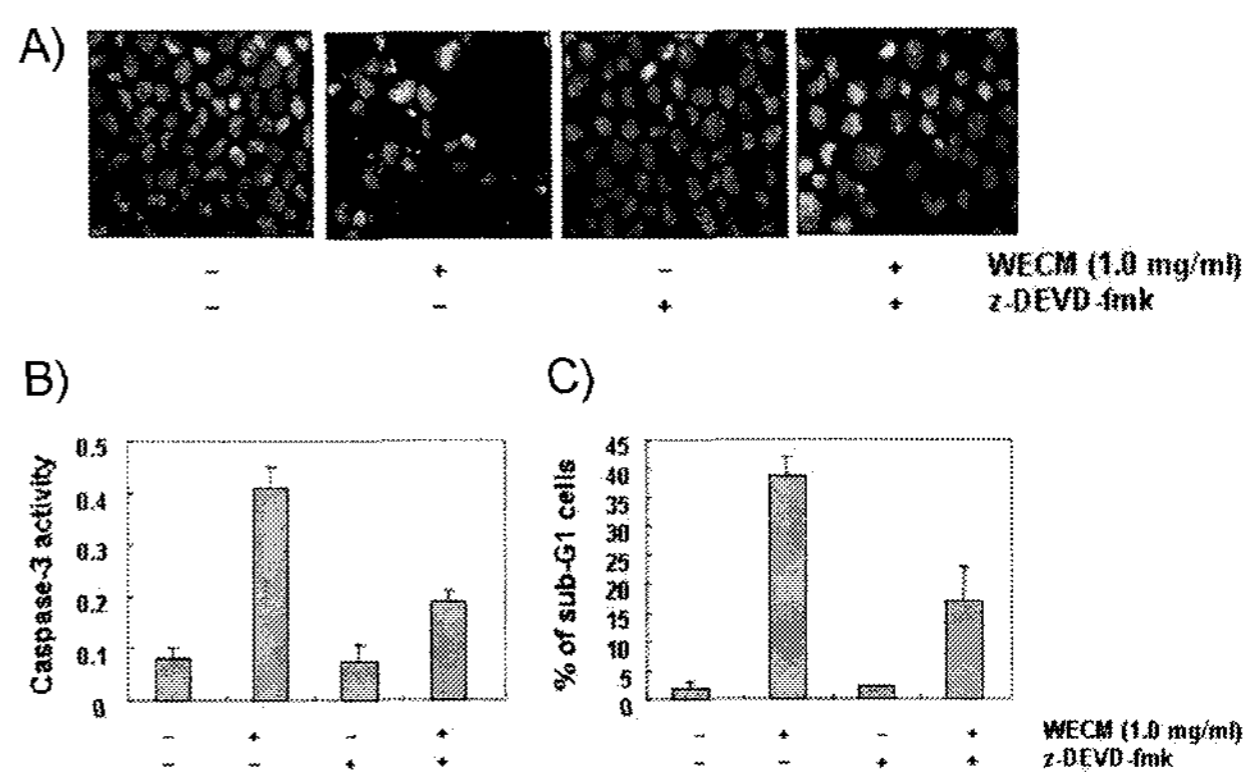 A)
- + - + WECM (1.0 mg/ml)
- - + + z-DEVD-fmk
B)
Caspase-3 activity
0.5
0.4
0.3
0.2
0.1
0
- + - +
- - + +
C)
% of sub-G1 cells
45
40
35
30
25
20
15
10
5
0
- + - + WECM (1.0 mg/ml)
- - + + z-DEVD-fmk